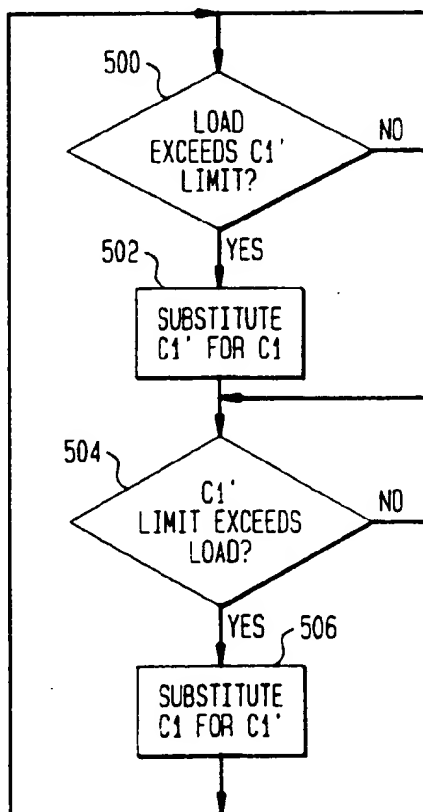 500
LOAD
EXCEEDS C1'
LIMIT?
NO
YES
502
SUBSTITUTE
C1' FOR C1
504
C1'
LIMIT EXCEEDS
LOAD?
NO
YES
506
SUBSTITUTE
C1 FOR C1'